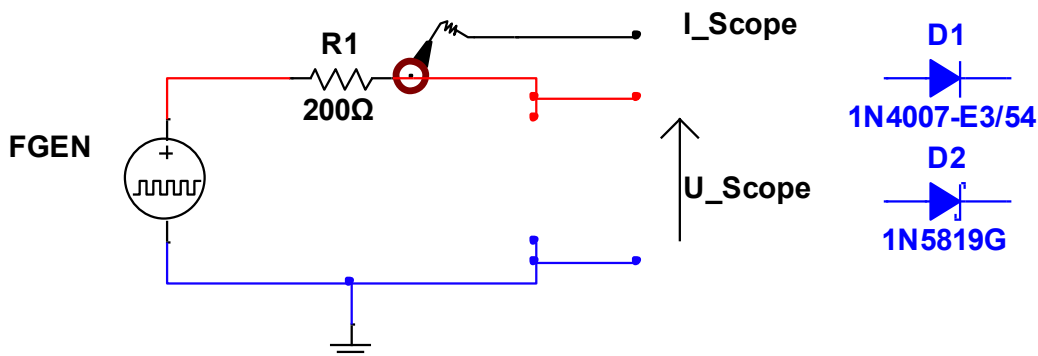 I_Scope
D1
R1
200Ω
1N4007-E3/54
FGEN
D2
U_Scope
1N5819G